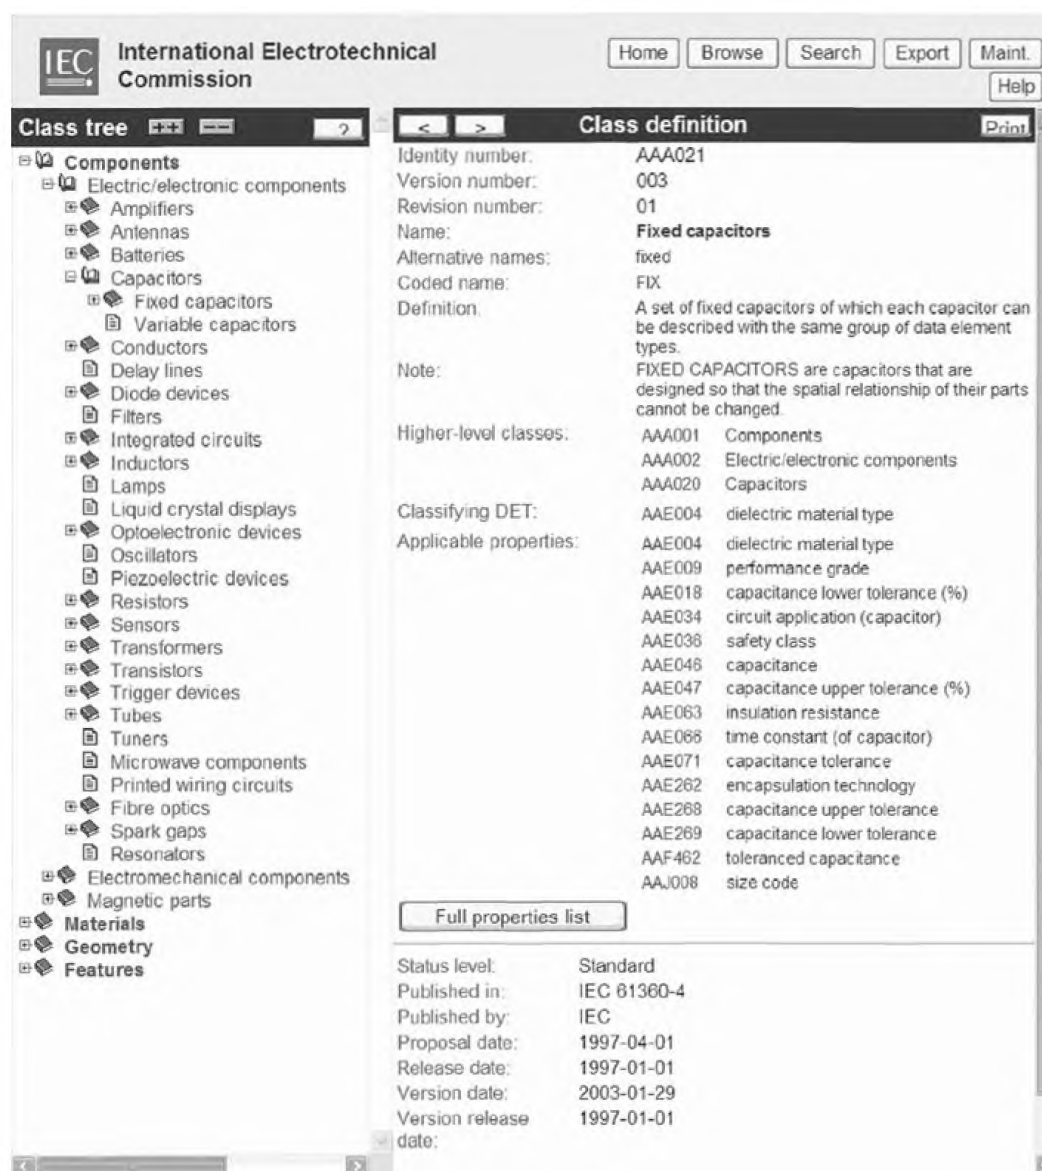 IEC
International Electrotechnical
Commission
Home Browse Search Export Maint.
Help
Class tree ++ -- ?
Components
Electric/electronic components
Amplifiers
Antennas
Batteries
Capacitors
Fixed capacitors
Variable capacitors
Conductors
Delay lines
Diode devices
Filters
Integrated circuits
Inductors
Lamps
Liquid crystal displays
Optoelectronic devices
Oscillators
Piezoelectric devices
Resistors
Sensors
Transformers
Transistors
Trigger devices
Tubes
Tuners
Microwave components
Printed wiring circuits
Fibre optics
Spark gaps
Resonators
Electromechanical components
Magnetic parts
Materials
Geometry
Features
< > Class definition Print
Identity number: AAA021
Version number: 003
Revision number: 01
Name: Fixed capacitors
Alternative names: fixed
Coded name: FIX
Definition: A set of fixed capacitors of which each capacitor can
be described with the same group of data element
types.
Note: FIXED CAPACITORS are capacitors that are
designed so that the spatial relationship of their parts
cannot be changed.
Higher-level classes: AAA001 Components
AAA002 Electric/electronic components
AAA020 Capacitors
Classifying DET: AAE004 dielectric material type
Applicable properties: AAE004 dielectric material type
AAE009 performance grade
AAE018 capacitance lower tolerance (%)
AAE034 circuit application (capacitor)
AAE036 safety class
AAE046 capacitance
AAE047 capacitance upper tolerance (%)
AAE063 insulation resistance
AAE066 time constant (of capacitor)
AAE071 capacitance tolerance
AAE262 encapsulation technology
AAE268 capacitance upper tolerance
AAE269 capacitance lower tolerance
AAF462 toleranced capacitance
AAJ008 size code
Full properties list
Status level: Standard
Published in: IEC 61360-4
Published by: IEC
Proposal date: 1997-04-01
Release date: 1997-01-01
Version date: 2003-01-29
Version release 1997-01-01
date: